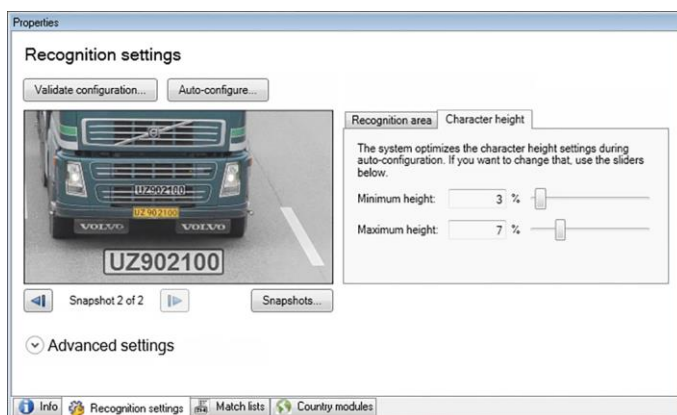 Properties
Recognition settings
Validate configuration...
Auto-configure...
UZ902100
UZ 902100
VOLVO VOLVO
UZ902100
Snapshot 2 of 2
Snapshots...
Recognition area
Character height
The system optimizes the character height settings during
auto-configuration. If you want to change that, use the sliders
below.
Minimum height: 3 %
Maximum height: 7 %
Advanced settings
Info
Recognition settings
Match lists
Country modules